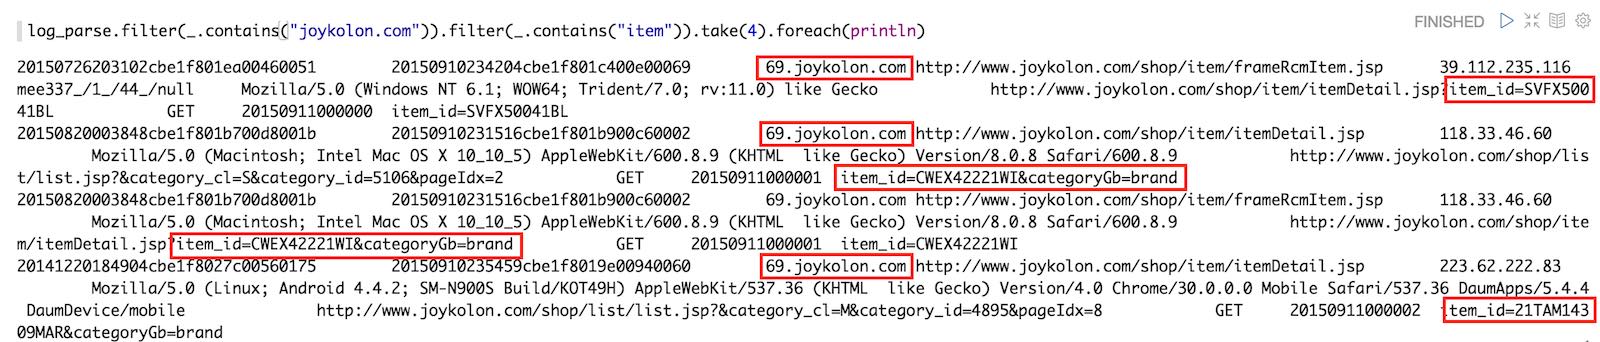 FINISHED
log_parse.filter(_.contains("joykolon.com")).filter(_.contains("item")).take(4).foreach(println)
20150726203102cbe1f801ea00460051 20150910234204cbe1f801c400e00069 69.joykolon.com http://www.joykolon.com/shop/item/frameRcmItem.jsp 39.112.235.116
mee337_/1_/44_/null Mozilla/5.0 (Windows NT 6.1; WOW64; Trident/7.0; rv:11.0) like Gecko http://www.joykolon.com/shop/item/itemDetail.jsp?item_id=SVFX500
41BL GET 20150911000000 item_id=SVFX50041BL
20150820003848cbe1f801b700d8001b 20150910231516cbe1f801b900c60002 69.joykolon.com http://www.joykolon.com/shop/item/itemDetail.jsp 118.33.46.60
Mozilla/5.0 (Macintosh; Intel Mac OS X 10_10_5) AppleWebKit/600.8.9 (KHTML like Gecko) Version/8.0.8 Safari/600.8.9 http://www.joykolon.com/shop/lis
t/list.jsp?&category_cl=S&category_id=5106&pageIdx=2 GET 20150911000001 item_id=CWEX42221WI&categoryGb=brand
20150820003848cbe1f801b700d8001b 20150910231516cbe1f801b900c60002 69.joykolon.com http://www.joykolon.com/shop/item/frameRcmItem.jsp 118.33.46.60
Mozilla/5.0 (Macintosh; Intel Mac OS X 10_10_5) AppleWebKit/600.8.9 (KHTML like Gecko) Version/8.0.8 Safari/600.8.9 http://www.joykolon.com/shop/ite
m/itemDetail.jsp?item_id=CWEX42221WI&categoryGb=brand GET 20150911000001 item_id=CWEX42221WI
20141220184904cbe1f8027c00560175 20150910235459cbe1f8019e00940060 69.joykolon.com http://www.joykolon.com/shop/item/itemDetail.jsp 223.62.222.83
Mozilla/5.0 (Linux; Android 4.4.2; SM-N900S Build/KOT49H) AppleWebKit/537.36 (KHTML like Gecko) Version/4.0 Chrome/30.0.0.0 Mobile Safari/537.36 DaumApps/5.4.4
DaumDevice/mobile http://www.joykolon.com/shop/list/list.jsp?&category_cl=M&category_id=4895&pageIdx=8 GET 20150911000002 item_id=21TAM143
09MAR&categoryGb=brand